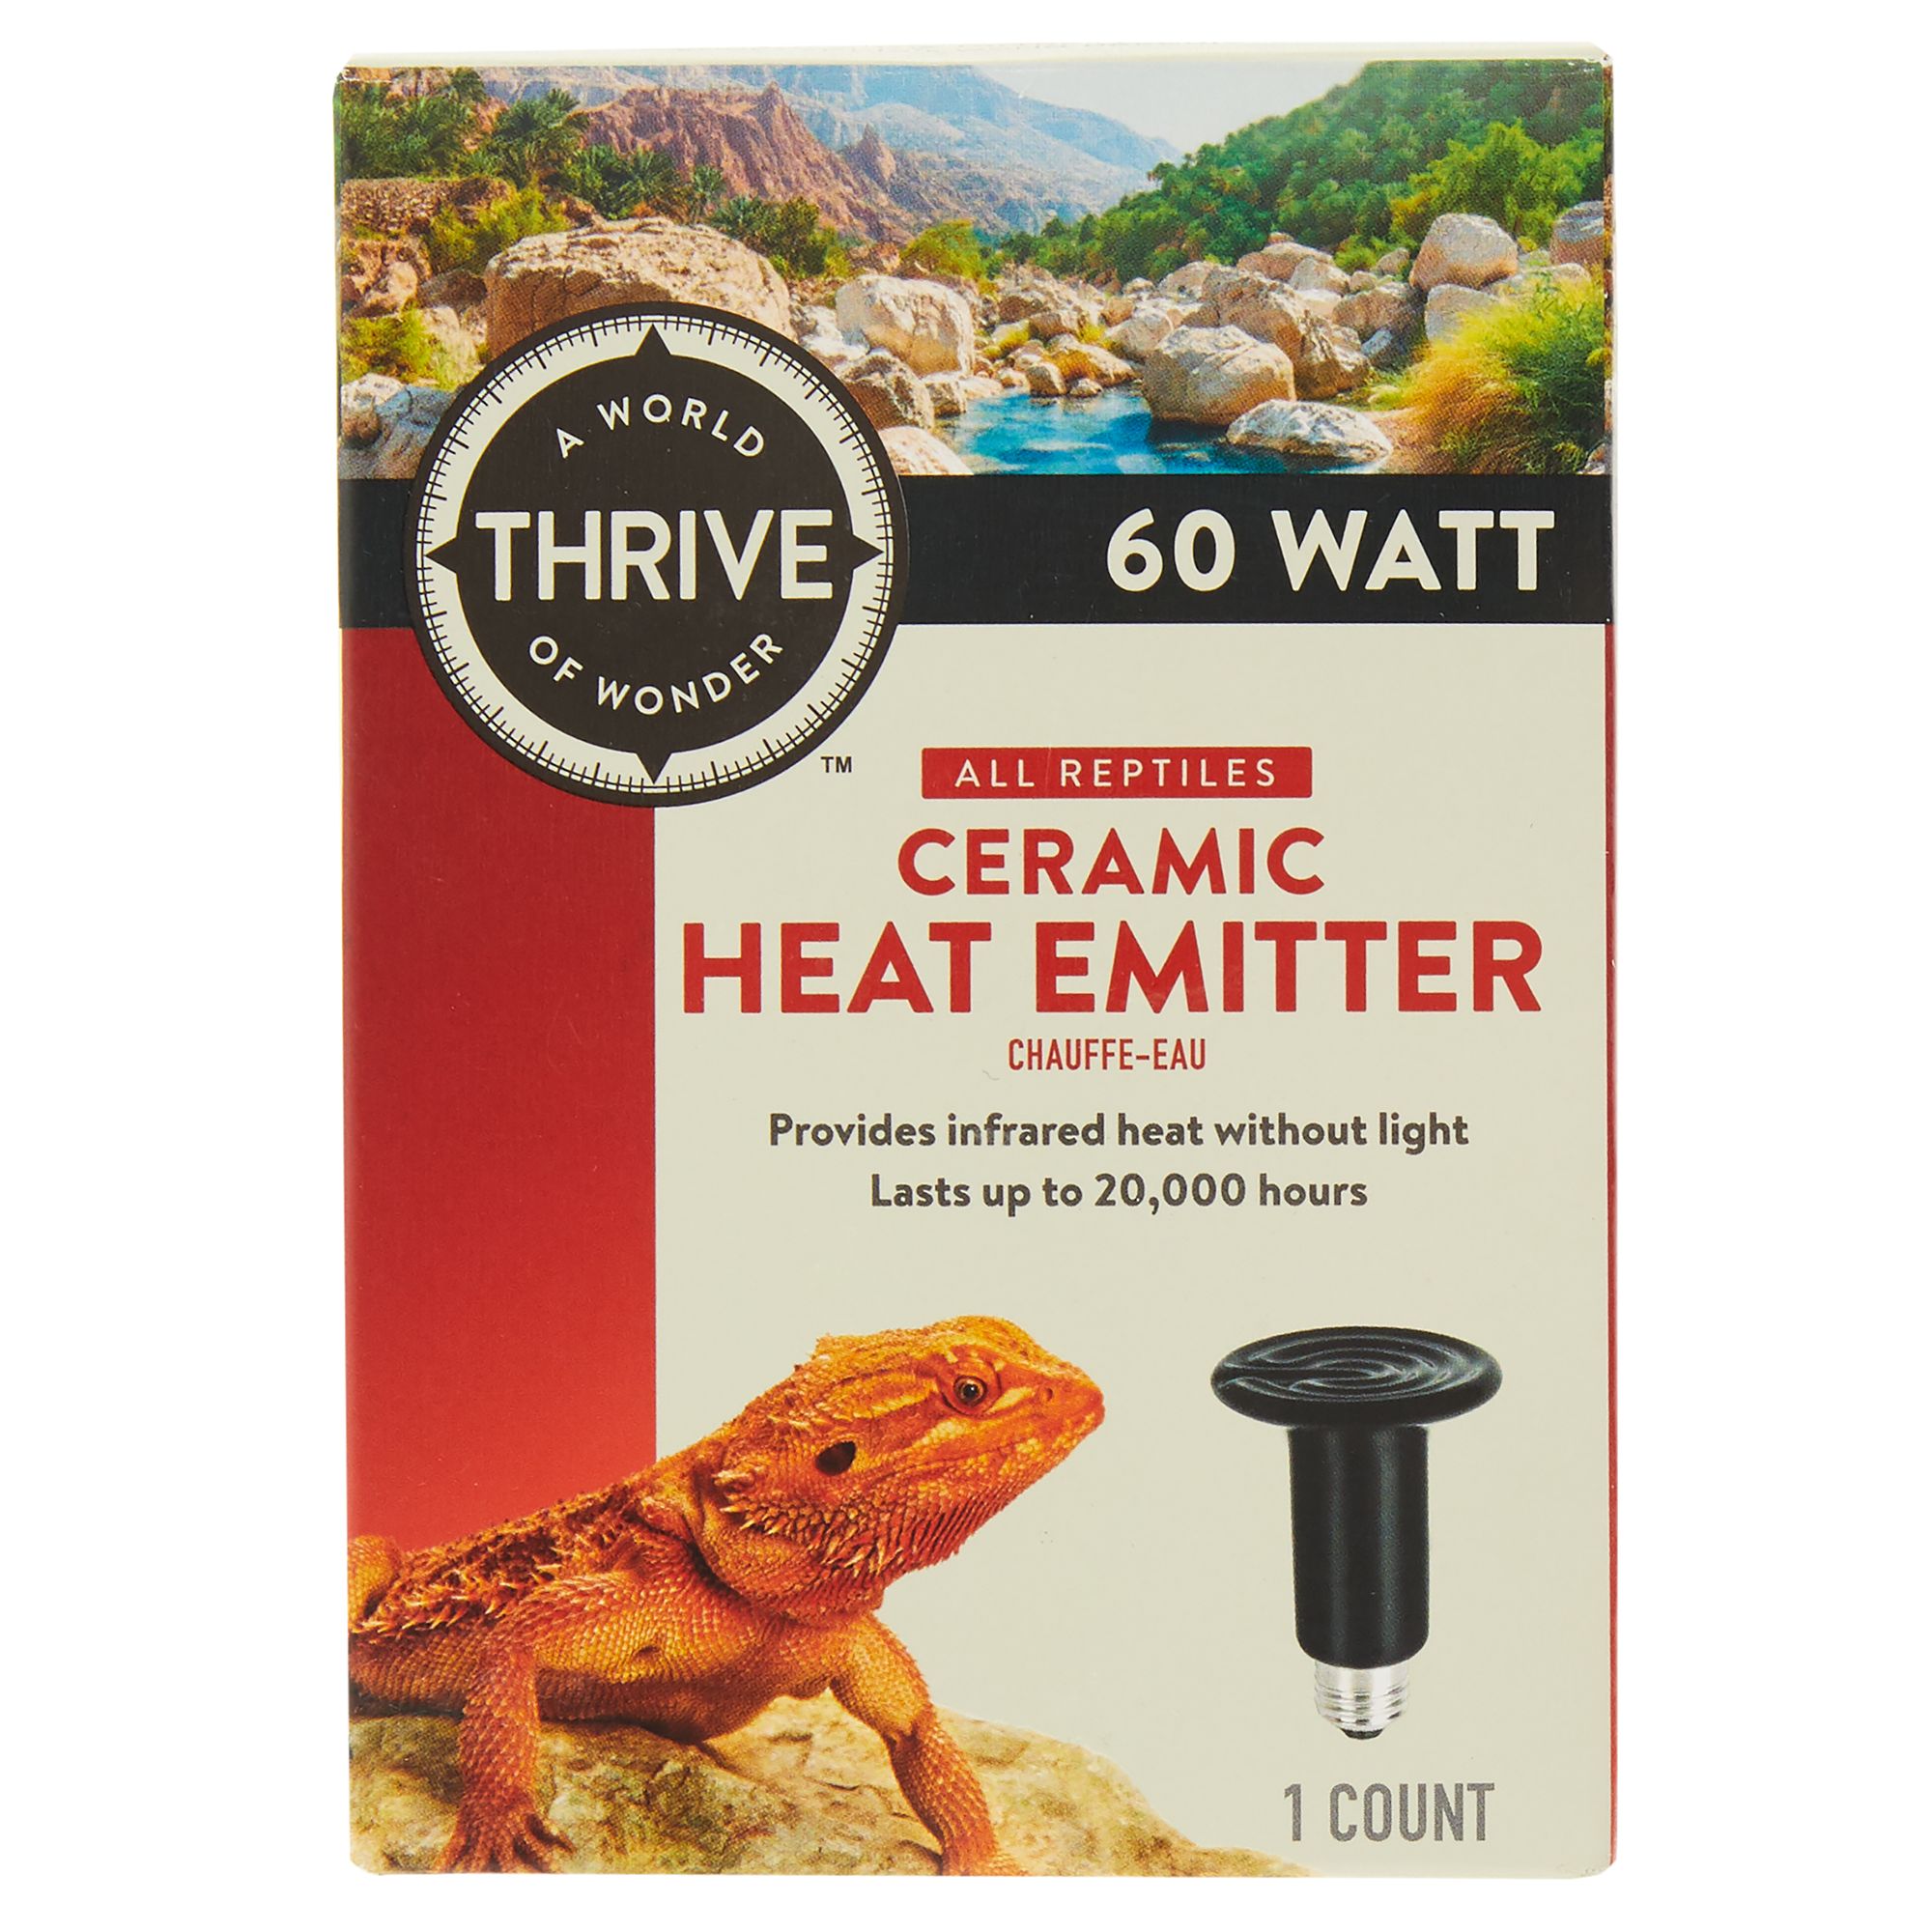 A WORLD
THRIVE
OF WONDER
TM
60 WATT
ALL REPTILES
CERAMIC
HEAT EMITTER
CHAUFFE-EAU
Provides infrared heat without light
Lasts up to 20,000 hours
1 COUNT